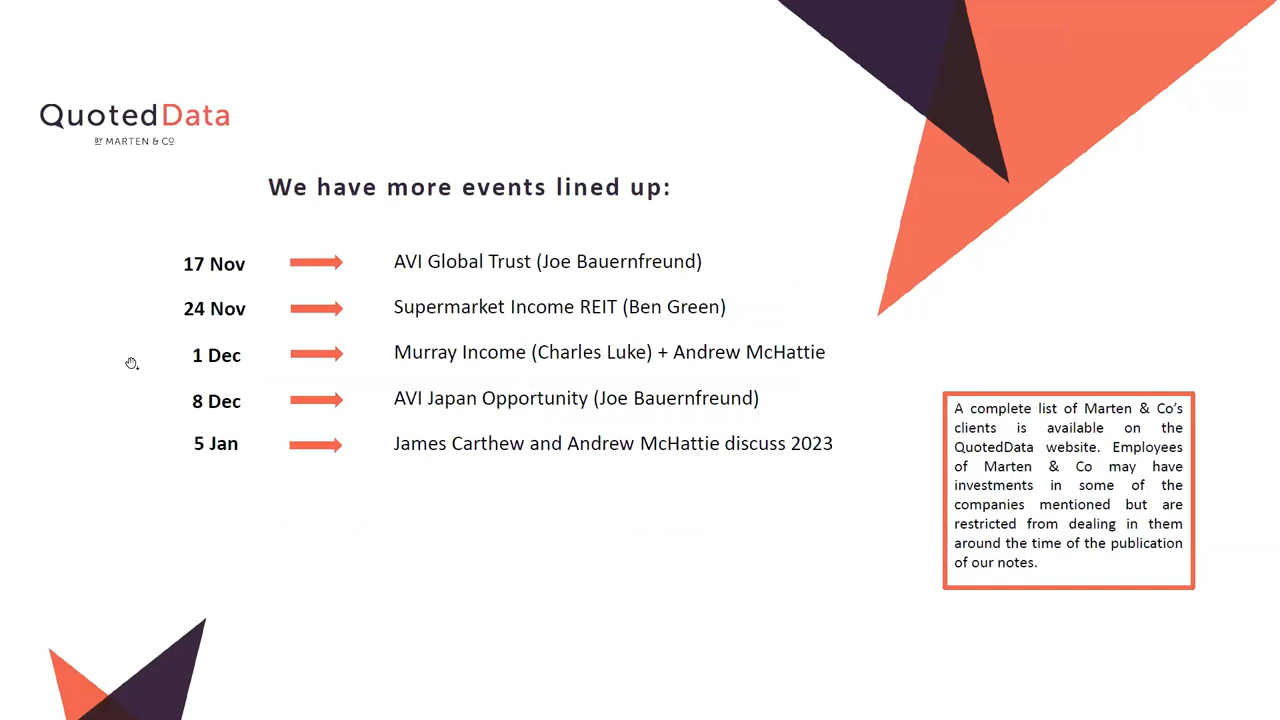 QuotedData
BY MARTEN & CO
We have more events lined up:
17 Nov AVI Global Trust (Joe Bauernfreund)
24 Nov Supermarket Income REIT (Ben Green)
1 Dec Murray Income (Charles Luke) + Andrew McHattie
8 Dec AVI Japan Opportunity (Joe Bauernfreund)
5 Jan James Carthew and Andrew McHattie discuss 2023
A complete list of Marten & Co's
clients is available on the
QuotedData website. Employees
of Marten & Co may have
investments in some of the
companies mentioned but are
restricted from dealing in them
around the time of the publication
of our notes.